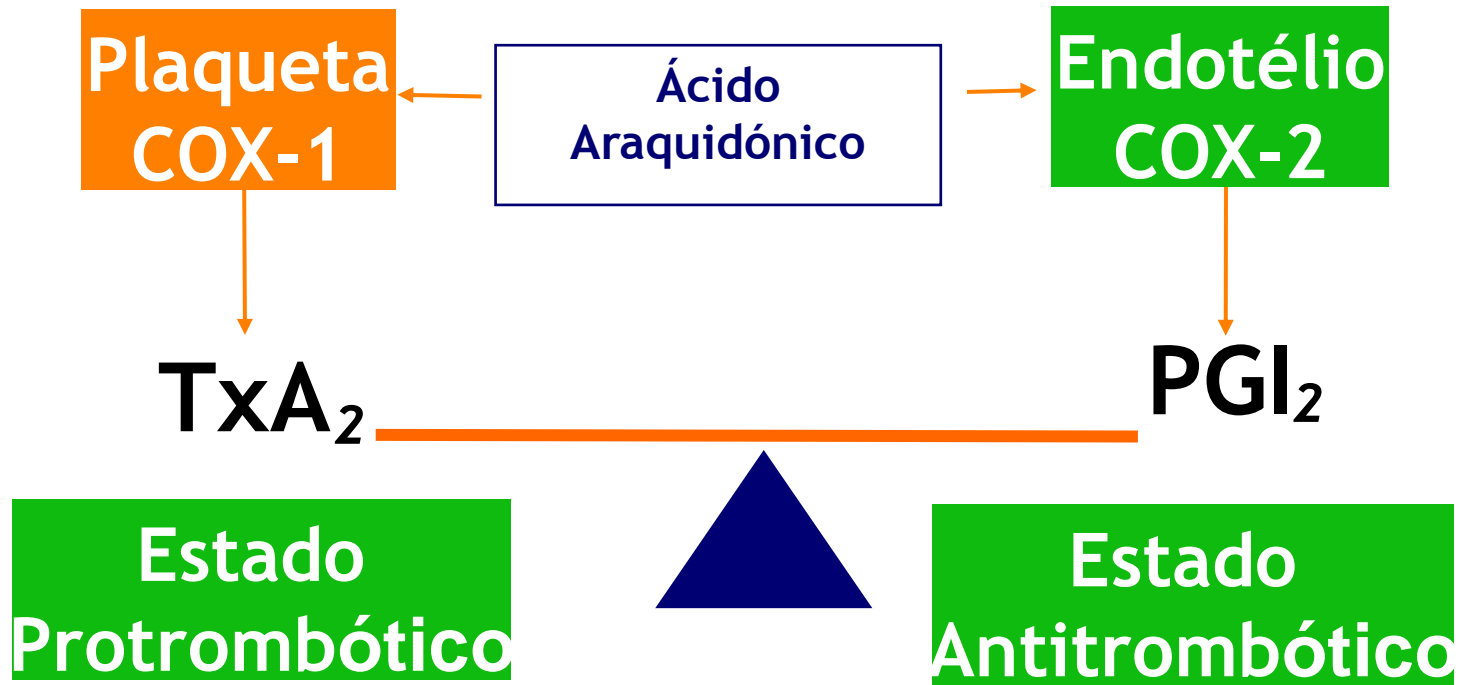 Plaqueta
COX-1
Ácido
Araquidónico
Endotélio
COX-2
TxA₂
PGI₂
Estado
Protrombótico
Estado
Antitrombótico